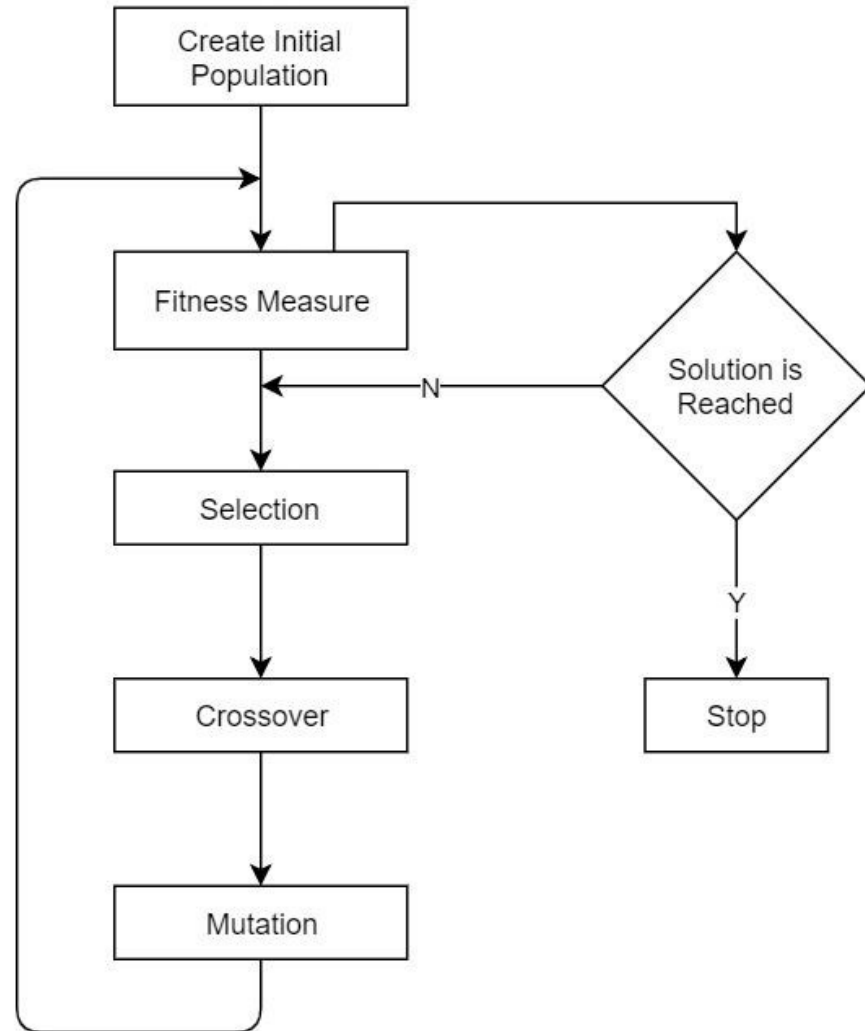 Create Initial
Population
Fitness Measure
Solution is
Reached
N
Selection
Y
Crossover
Stop
Mutation